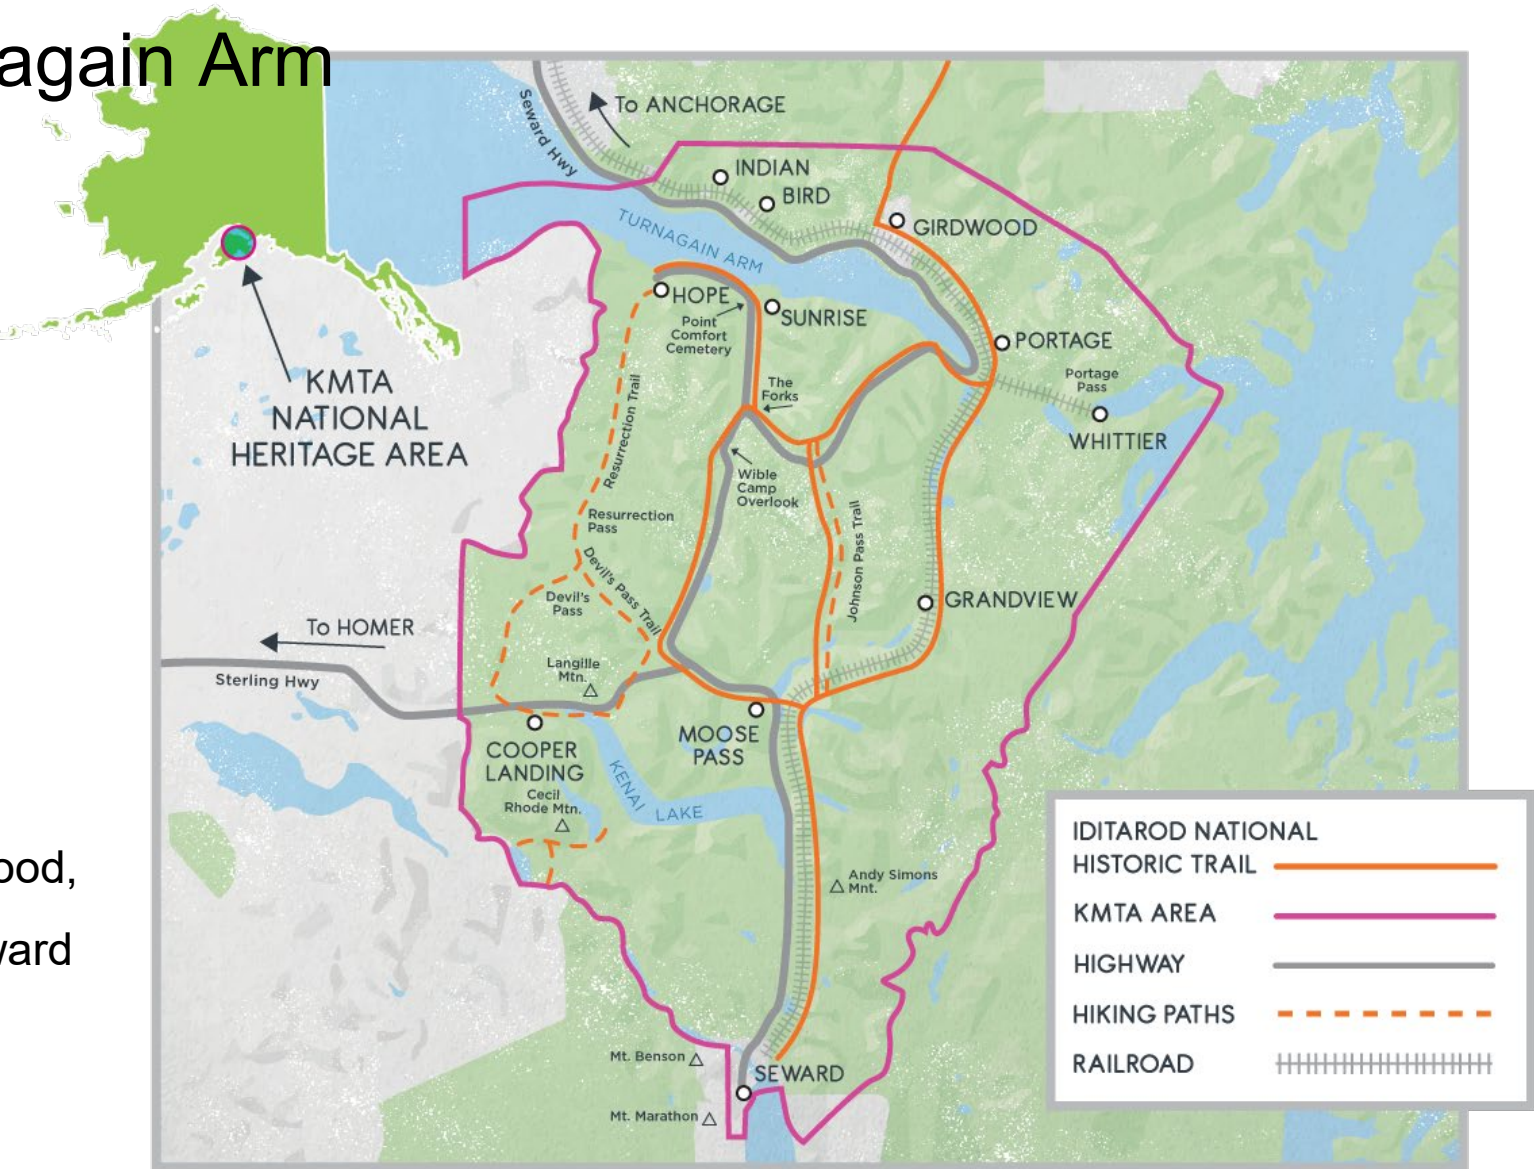 again Arm
To ANCHORAGE
Seward Hwy
INDIAN
BIRD
TURNAGAIN ARM
GIRDWOOD
HOPE
Point
Comfort
Cemetery
SUNRISE
PORTAGE
Portage
Pass
WHITTIER
The
Forks
KMTA
NATIONAL
HERITAGE AREA
Resurrection Trail
Wible
Camp
Overlook
Resurrection
Pass
Johnson Pass Trail
Devil's Pass Trail
Devil's
Pass
GRANDVIEW
To HOMER
Sterling Hwy
Langille
Mtn.
MOOSE
PASS
COOPER
LANDING
Cecil
Rhode Mtn.
KENAI LAKE
Andy Simons
Mnt.
ood,
ward
Mt. Benson
SEWARD
Mt. Marathon
IDITAROD NATIONAL
HISTORIC TRAIL
KMTA AREA
HIGHWAY
HIKING PATHS
RAILROAD